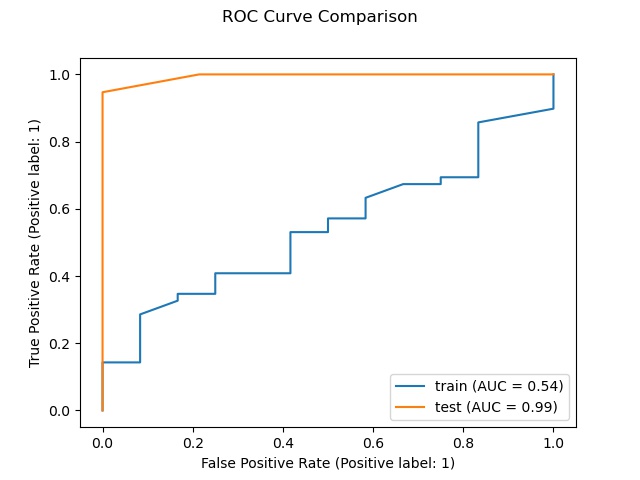 ROC Curve Comparison
True Positive Rate (Positive label: 1)
1.0
0.8
0.6
0.4
0.2
0.0
train (AUC = 0.54)
test (AUC = 0.99)
0.0 0.2 0.4 0.6 0.8 1.0
False Positive Rate (Positive label: 1)